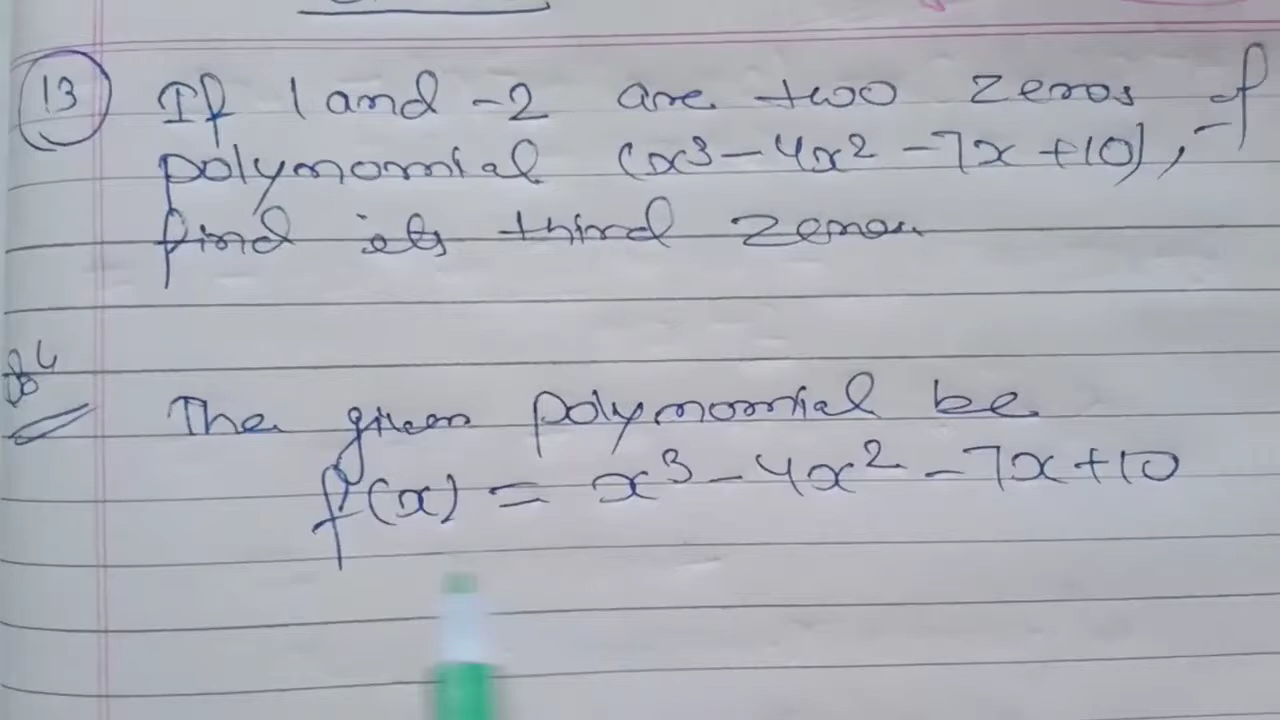 13 If 1 and -2 are two zeros of
polynomial (x³-4x²-7x+10),
find its third zero.
Sol
The given polynomial be
f(x) = x³-4x²-7x+10